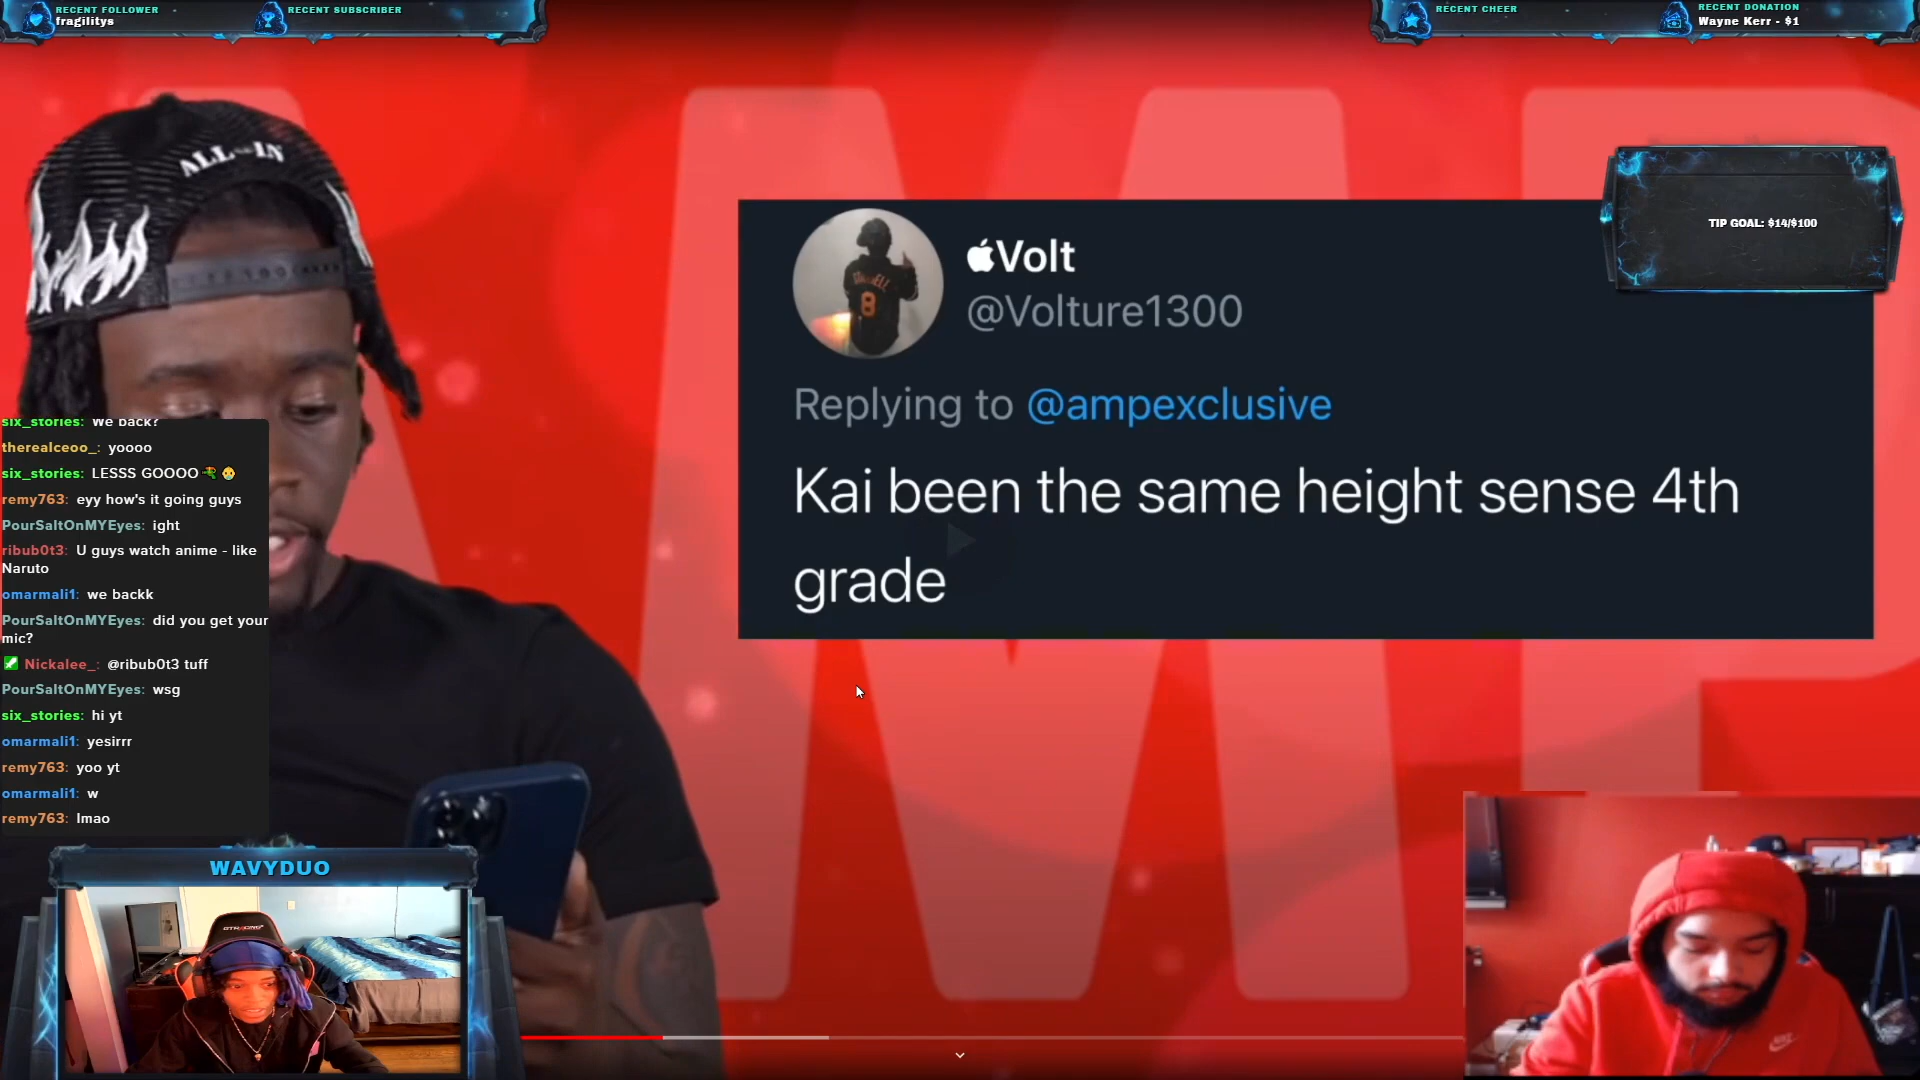 RECENT FOLLOWER
fragilitys
RECENT SUBSCRIBER
RECENT CHEER
RECENT DONATION
Wayne Kerr - $1
ALL IN
TIP GOAL: $14/$100
Volt
@Volture1300
8
Replying to @ampexclusive
Kai been the same height sense 4th
grade
six_stories: We back?
therealceoo_: yoooo
six_stories: LESSS GOOOO
remy763: eyy how's it going guys
PourSaltOnMYEyes: ight
ribub0t3: U guys watch anime - like
Naruto
omarmali1: we backk
PourSaltOnMYEyes: did you get your
mic?
Nickalee_: @ribub0t3 tuff
PourSaltOnMYEyes: wsg
six_stories: hi yt
omarmali1: yesirrr
remy763: yoo yt
omarmali1: w
remy763: lmao
WAVYDUO
GTRACING